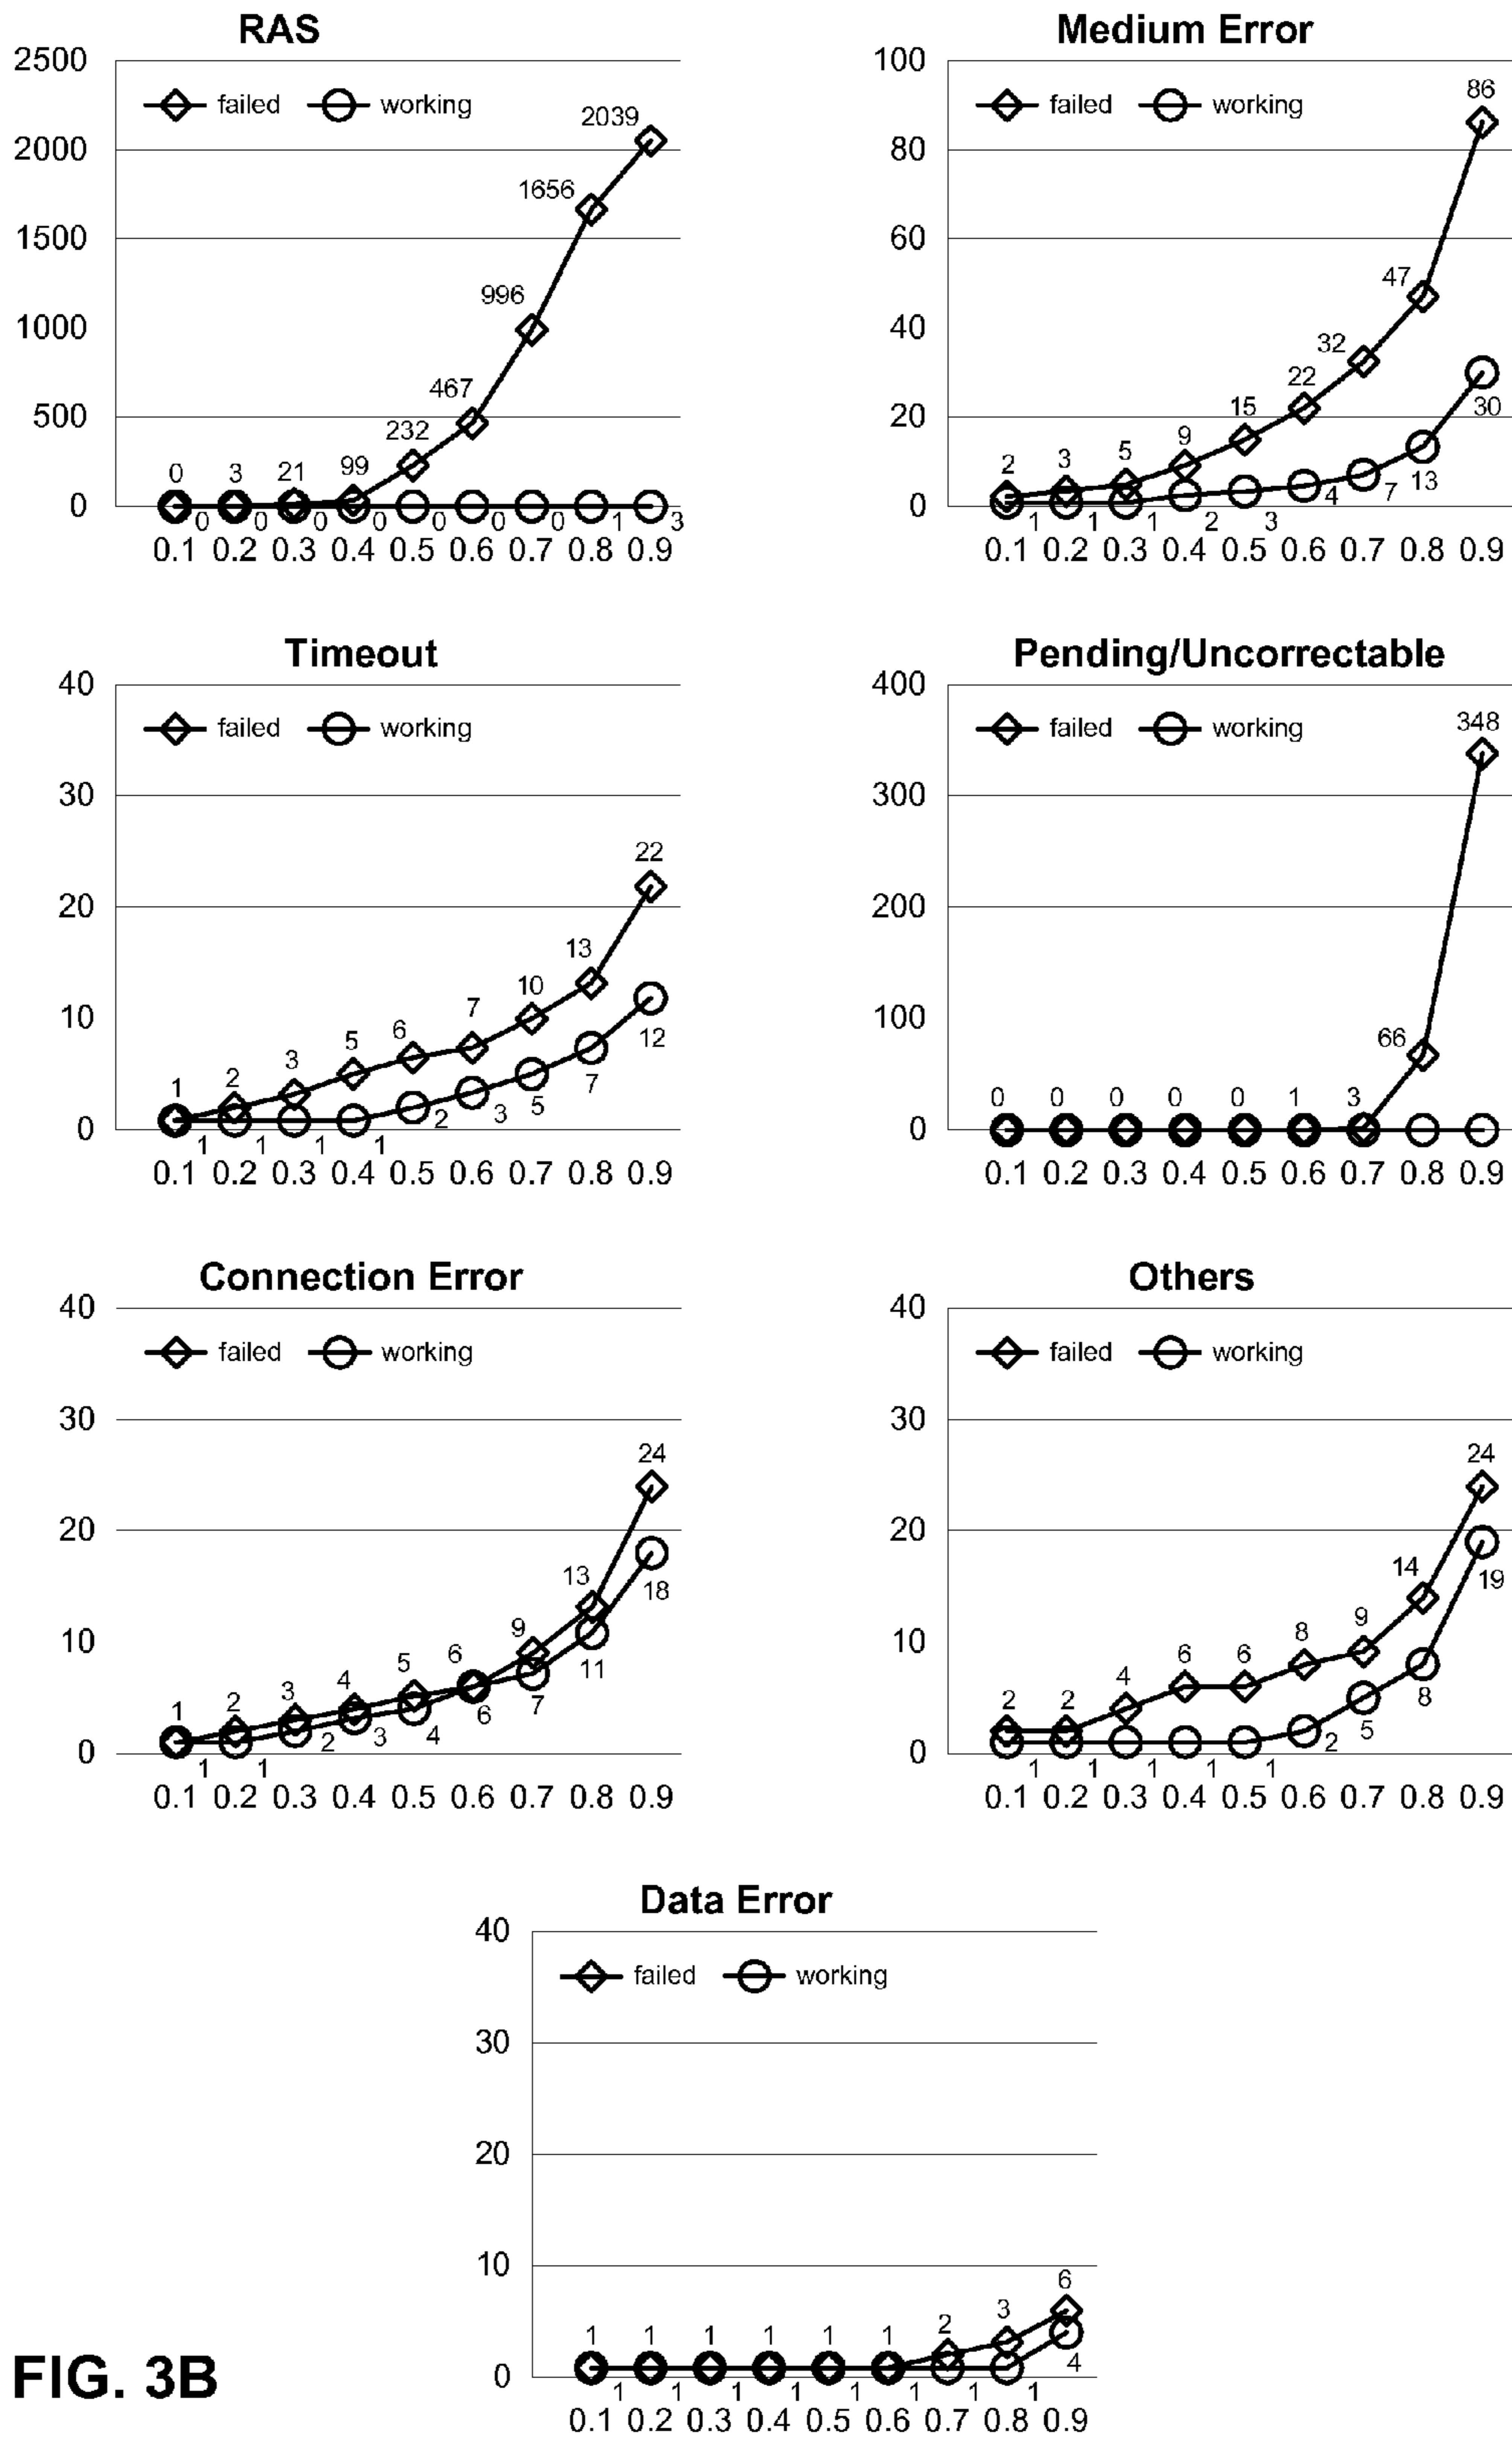 RAS
2500
2000
1500
1000
500
0
failed working
0 3 21 99 232 467 996 1656 2039
0 0 0 0 0 0 0 1 3
0.1 0.2 0.3 0.4 0.5 0.6 0.7 0.8 0.9
Medium Error
100
80
60
40
20
0
failed working
2 3 5 9 15 22 32 47 86
1 1 1 2 3 4 7 13 30
0.1 0.2 0.3 0.4 0.5 0.6 0.7 0.8 0.9
Timeout
40
30
20
10
0
failed working
1 2 3 5 6 7 10 13 22
1 1 1 1 2 3 5 7 12
0.1 0.2 0.3 0.4 0.5 0.6 0.7 0.8 0.9
Pending/Uncorrectable
400
300
200
100
0
failed working
0 0 0 0 0 1 3 66 348
0.1 0.2 0.3 0.4 0.5 0.6 0.7 0.8 0.9
Connection Error
40
30
20
10
0
failed working
1 2 3 4 5 6 9 13 24
1 1 2 3 4 6 7 11 18
0.1 0.2 0.3 0.4 0.5 0.6 0.7 0.8 0.9
Others
40
30
20
10
0
failed working
2 2 4 6 6 8 9 14 24
1 1 1 1 1 2 5 8 19
0.1 0.2 0.3 0.4 0.5 0.6 0.7 0.8 0.9
Data Error
40
30
20
10
0
failed working
1 1 1 1 1 1 2 3 6
1 1 1 1 1 1 1 1 4
0.1 0.2 0.3 0.4 0.5 0.6 0.7 0.8 0.9
FIG. 3B